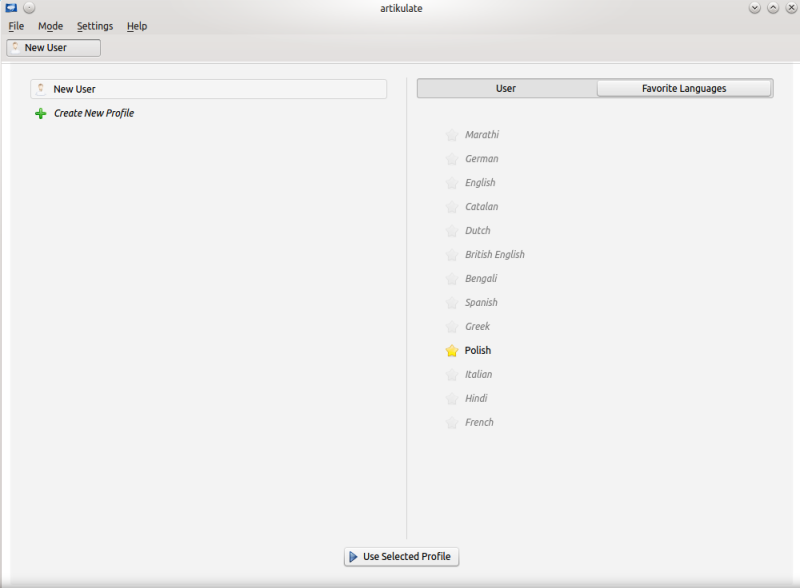 artikulate
File Mode Settings Help
New User
New User
Create New Profile
User Favorite Languages
Marathi
German
English
Catalan
Dutch
British English
Bengali
Spanish
Greek
Polish
Italian
Hindi
French
Use Selected Profile